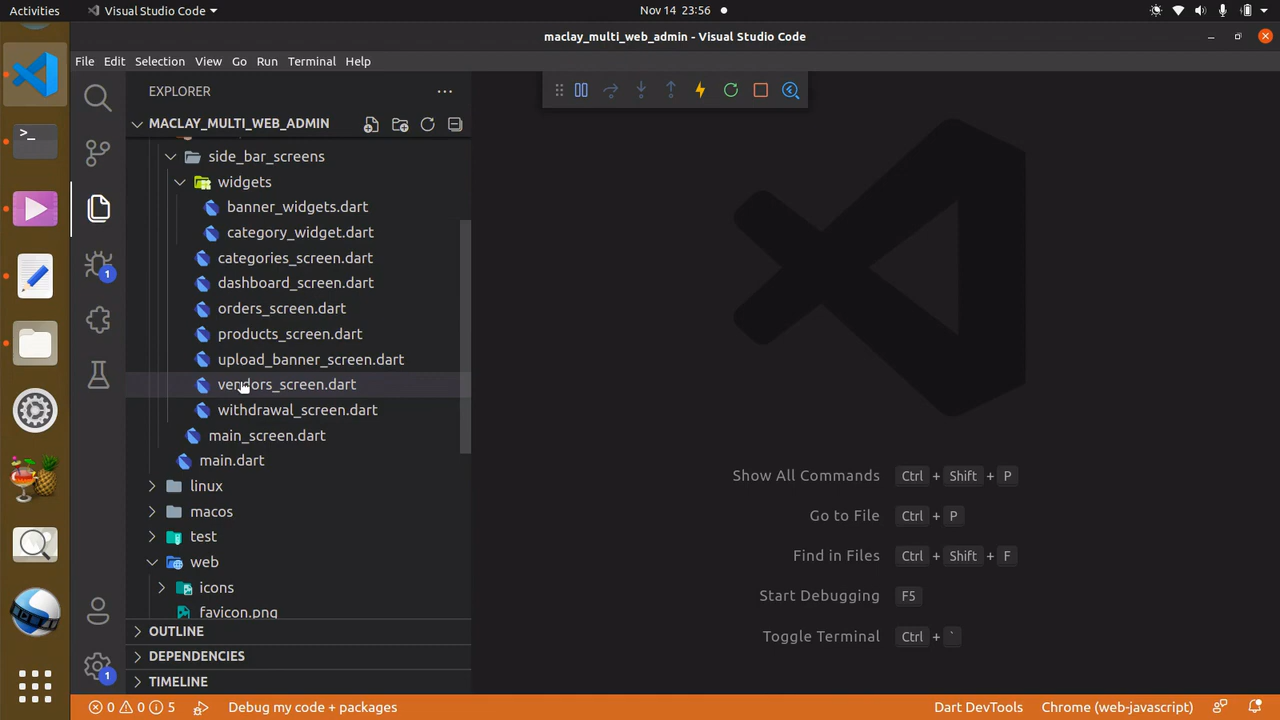 Activities
Visual Studio Code
Nov 14 23:56
maclay_multi_web_admin - Visual Studio Code
File Edit Selection View Go Run Terminal Help
EXPLORER
MACLAY_MULTI_WEB_ADMIN
side_bar_screens
widgets
banner_widgets.dart
category_widget.dart
categories_screen.dart
dashboard_screen.dart
orders_screen.dart
products_screen.dart
upload_banner_screen.dart
vendors_screen.dart
withdrawal_screen.dart
main_screen.dart
main.dart
linux
macos
test
web
icons
favicon.png
OUTLINE
DEPENDENCIES
TIMELINE
1
1
Show All Commands Ctrl + Shift + P
Go to File Ctrl + P
Find in Files Ctrl + Shift + F
Start Debugging F5
Toggle Terminal Ctrl + `
0 0 5 Debug my code + packages
Dart DevTools Chrome (web-javascript)